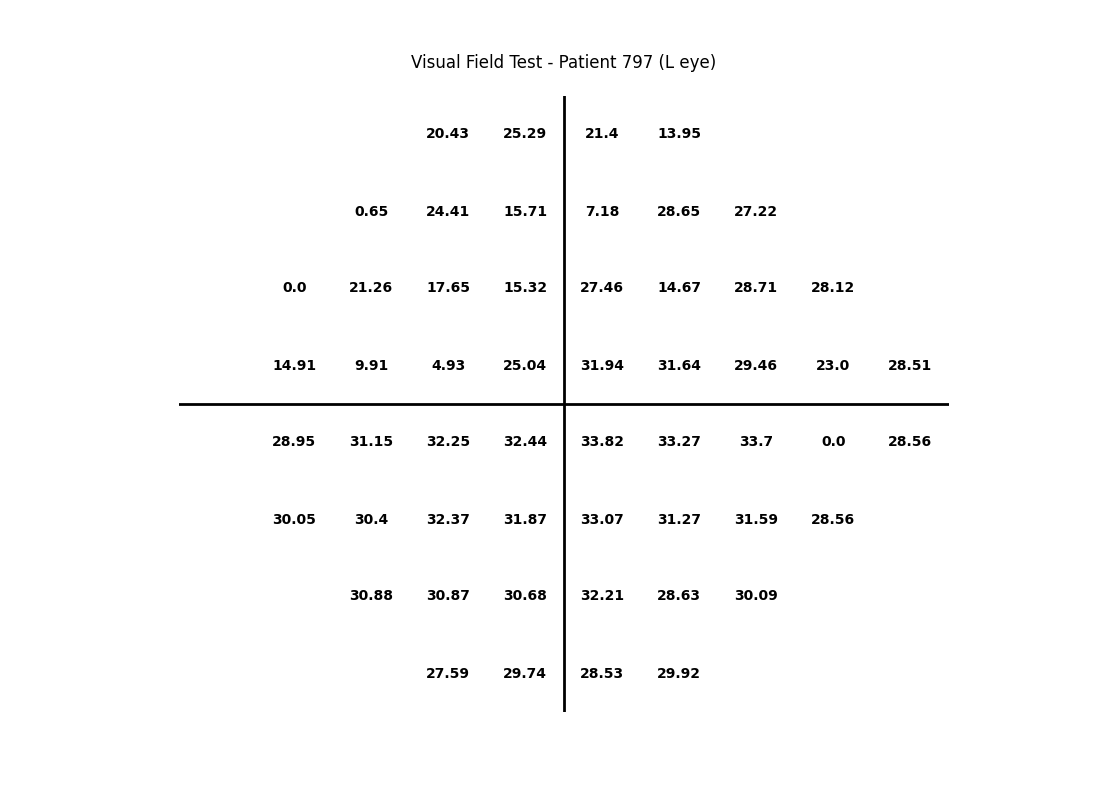 Visual Field Test - Patient 797 (L eye)
20.43 25.29 21.4 13.95
0.65 24.41 15.71 7.18 28.65 27.22
0.0 21.26 17.65 15.32 27.46 14.67 28.71 28.12
14.91 9.91 4.93 25.04 31.94 31.64 29.46 23.0 28.51
28.95 31.15 32.25 32.44 33.82 33.27 33.7 0.0 28.56
30.05 30.4 32.37 31.87 33.07 31.27 31.59 28.56
30.88 30.87 30.68 32.21 28.63 30.09
27.59 29.74 28.53 29.92